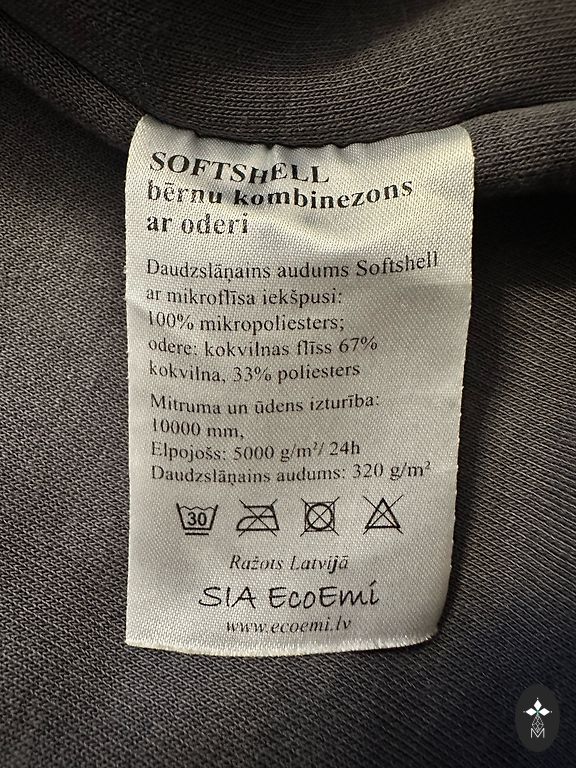 SOFTSHELL
bērnu kombinezons
ar oderi
Daudzslāņains audums Softshell
ar mikroflīsa iekšpusi:
100% mikropoliesters;
odere: kokvilnas flīss 67%
kokvilna, 33% poliesters
Mitruma un ūdens izturība:
10000 mm,
Elpojošs: 5000 g/m²/ 24h
Daudzslāņains audums: 320 g/m²
30
Ražots Latvijā
SIA EcoEmi
www.ecoemi.lv
M